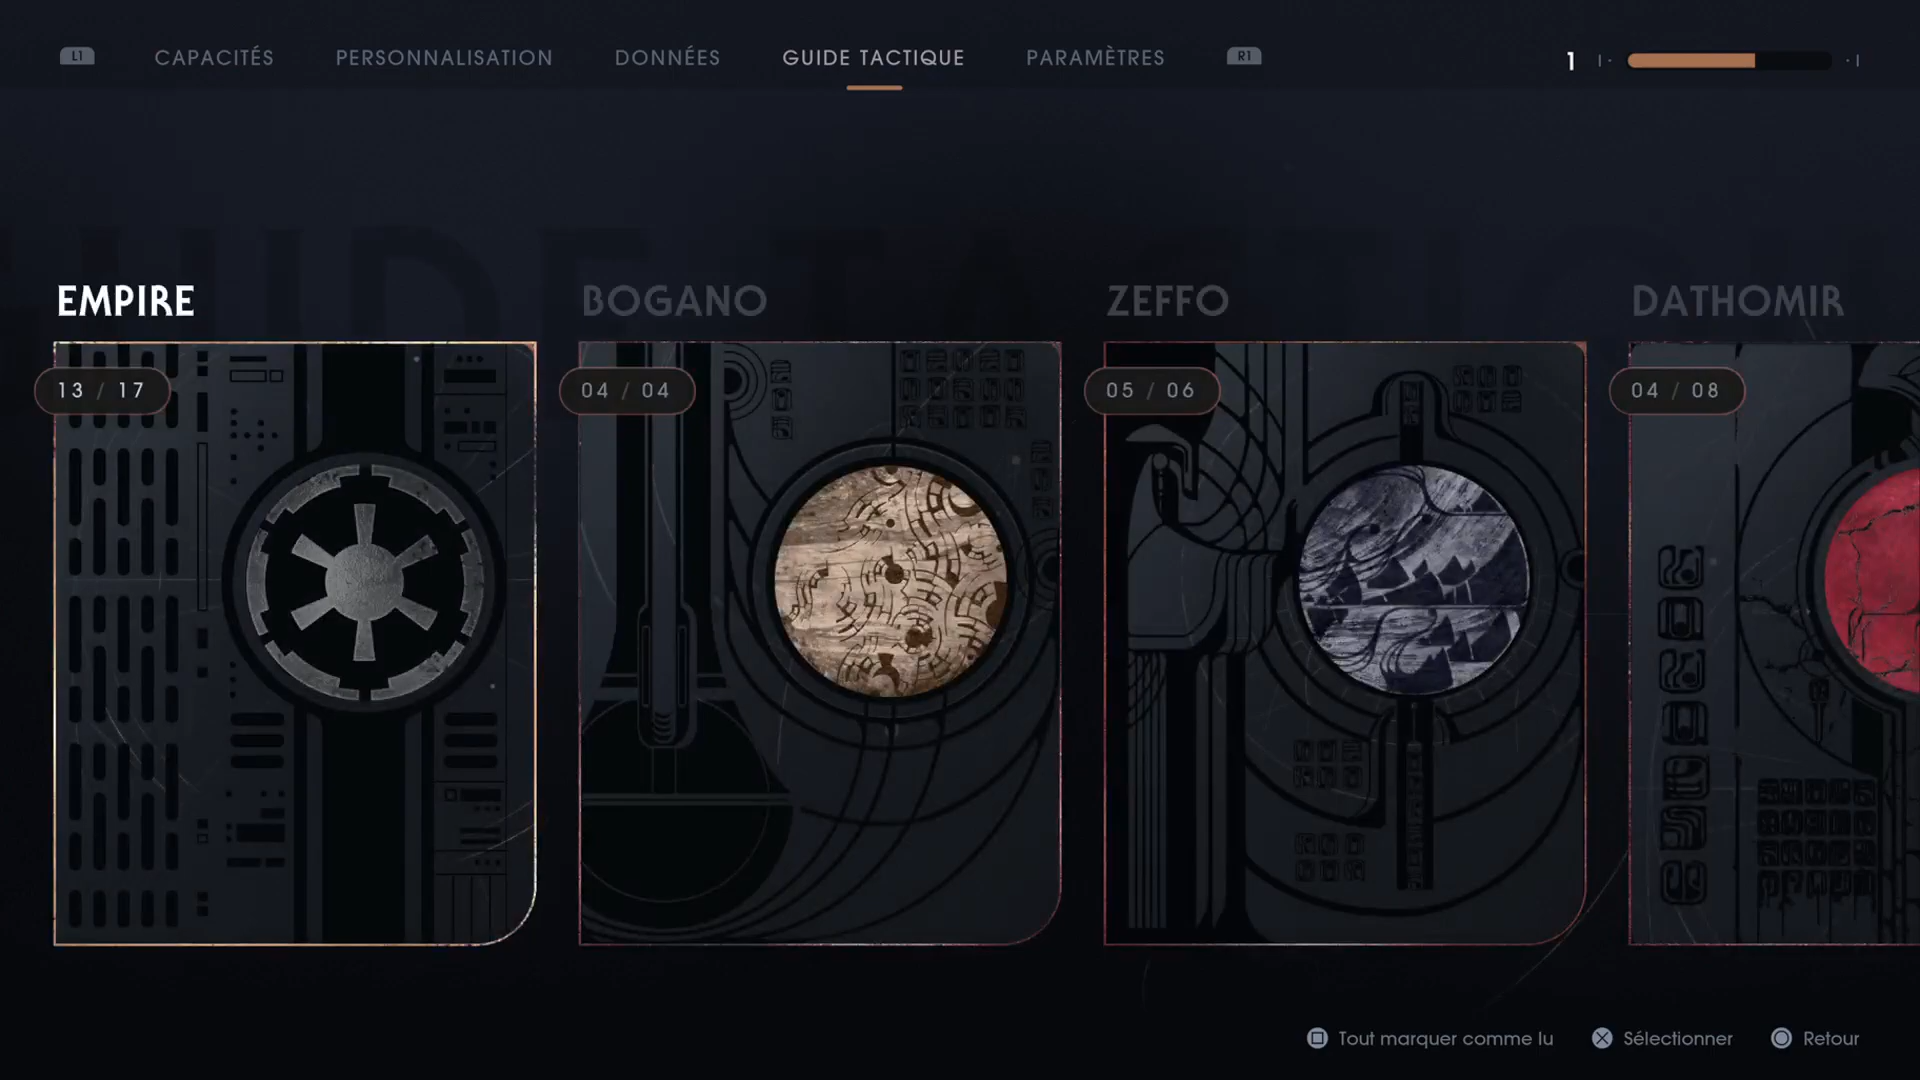 L1 CAPACITÉS PERSONNALISATION DONNÉES GUIDE TACTIQUE PARAMÈTRES R1 1
EMPIRE BOGANO ZEFFO DATHOMIR
13 / 17 04 / 04 05 / 06 04 / 08
Tout marquer comme lu Sélectionner Retour